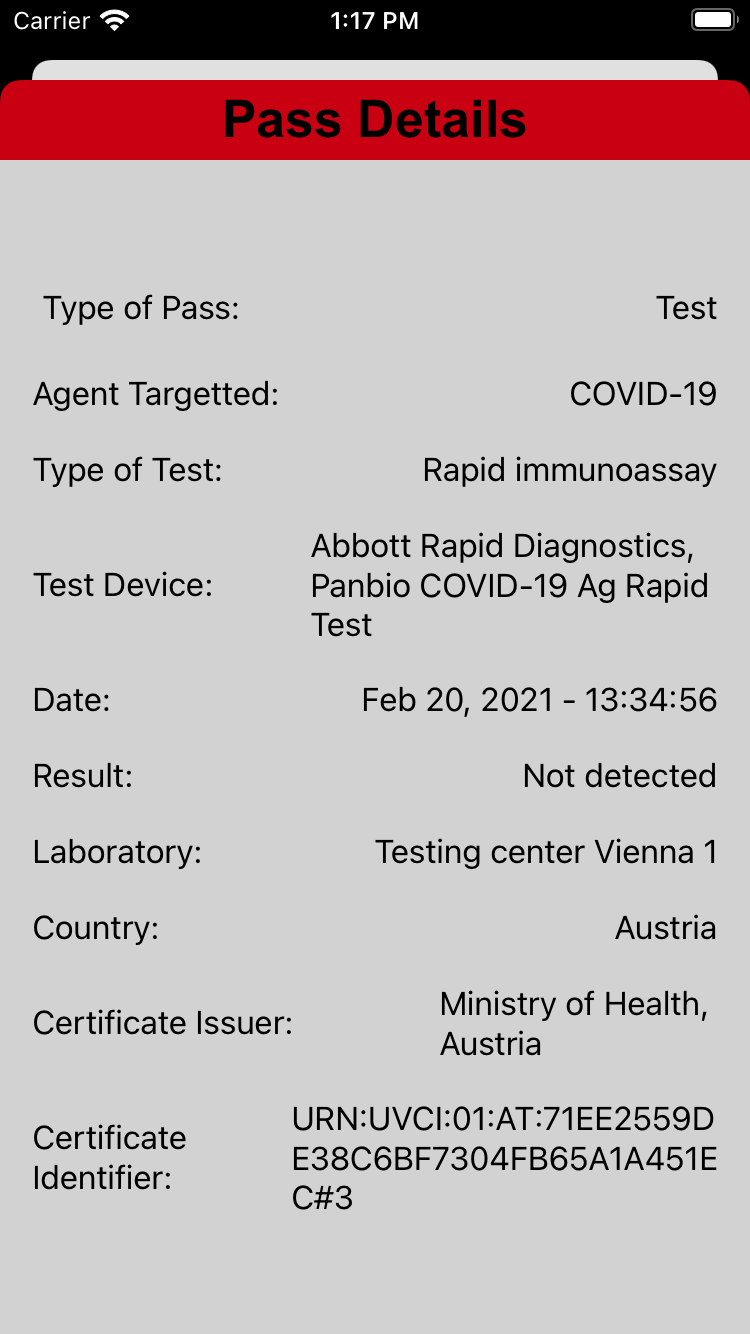 Carrier 1:17 PM
Pass Details
Type of Pass: Test
Agent Targetted: COVID-19
Type of Test: Rapid immunoassay
Test Device: Abbott Rapid Diagnostics,
Panbio COVID-19 Ag Rapid
Test
Date: Feb 20, 2021 - 13:34:56
Result: Not detected
Laboratory: Testing center Vienna 1
Country: Austria
Certificate Issuer: Ministry of Health,
Austria
Certificate
Identifier:
URN:UVCI:01:AT:71EE2559D
E38C6BF7304FB65A1A451E
C#3